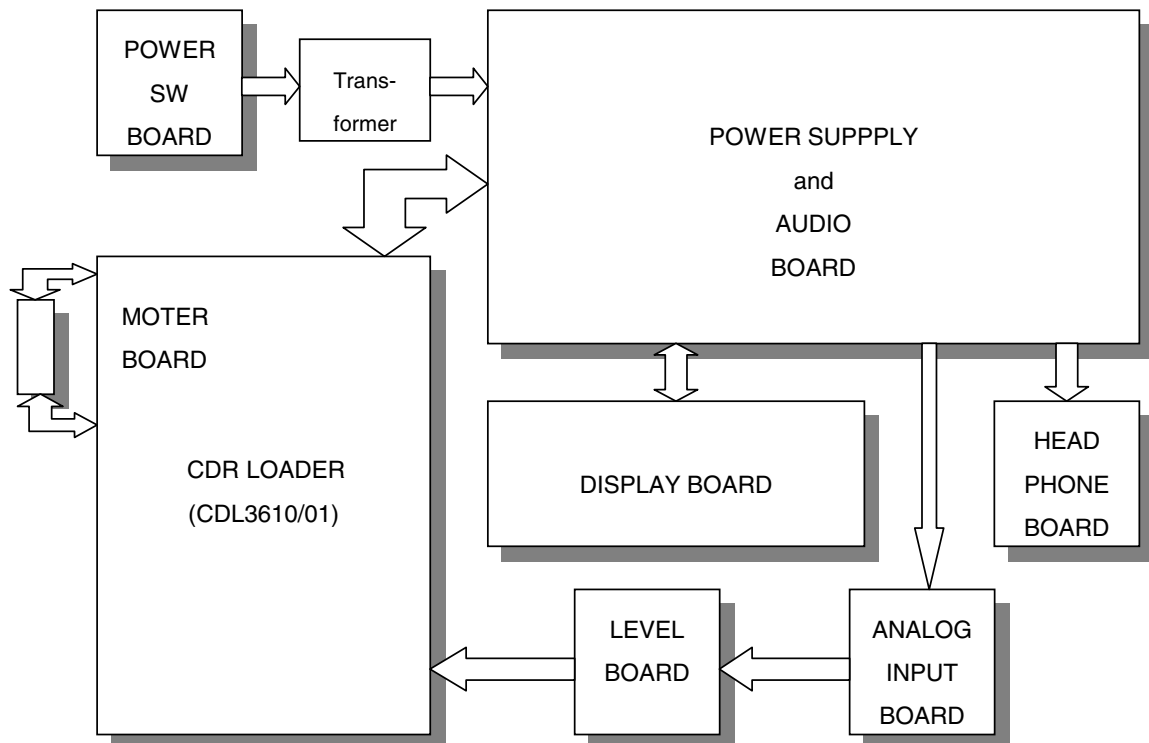 POWER
SW
BOARD
Trans-
former
POWER SUPPPLY
and
AUDIO
BOARD
MOTER
BOARD
CDR LOADER
(CDL3610/01)
DISPLAY BOARD
HEAD
PHONE
BOARD
LEVEL
BOARD
ANALOG
INPUT
BOARD